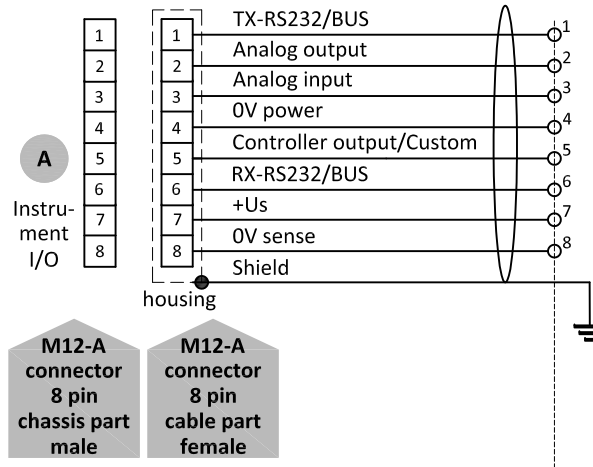 TX-RS232/BUS
1 1 1
Analog output
2 2 2
Analog input
3 3 3
0V power
4 4 4
Controller output/Custom
A
5 5 5
RX-RS232/BUS
6 6 6
+Us
Instru-
7 7 7
ment
0V sense
I/O
8 8 8
Shield
housing
M12-A
connector
8 pin
chassis part
male
M12-A
connector
8 pin
cable part
female